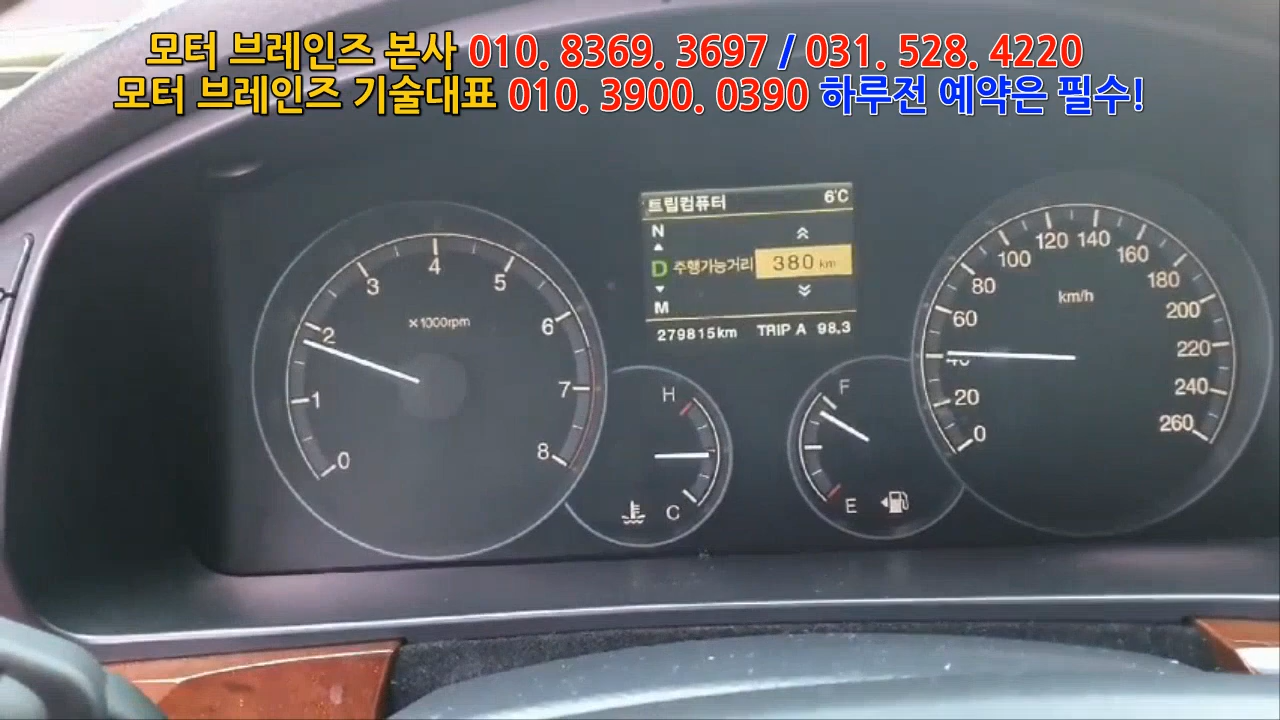 모터 브레인즈 본사 010. 8369. 3697 / 031. 528. 4220
모터 브레인즈 기술대표 010. 3900. 0390 하루전 예약은 필수!
트립컴퓨터 6°C
N
D 주행가능거리 380 km
M
279815km TRIP A 98.3
0 1 2 3 4 5 6 7 8
×1000rpm
H
C
F
E
0 20 40 60 80 100 120 140 160 180 200 220 240 260
km/h